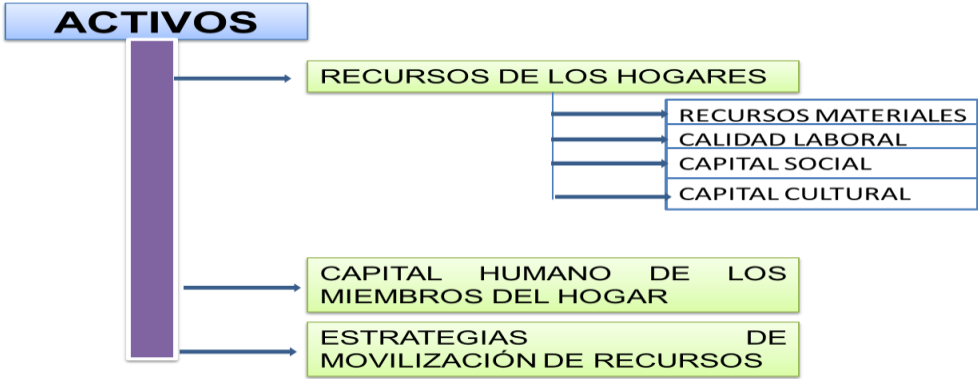 ACTIVOS
RECURSOS DE LOS HOGARES
RECURSOS MATERIALES
CALIDAD LABORAL
CAPITAL SOCIAL
CAPITAL CULTURAL
CAPITAL HUMANO DE LOS
MIEMBROS DEL HOGAR
ESTRATEGIAS DE
MOVILIZACIÓN DE RECURSOS